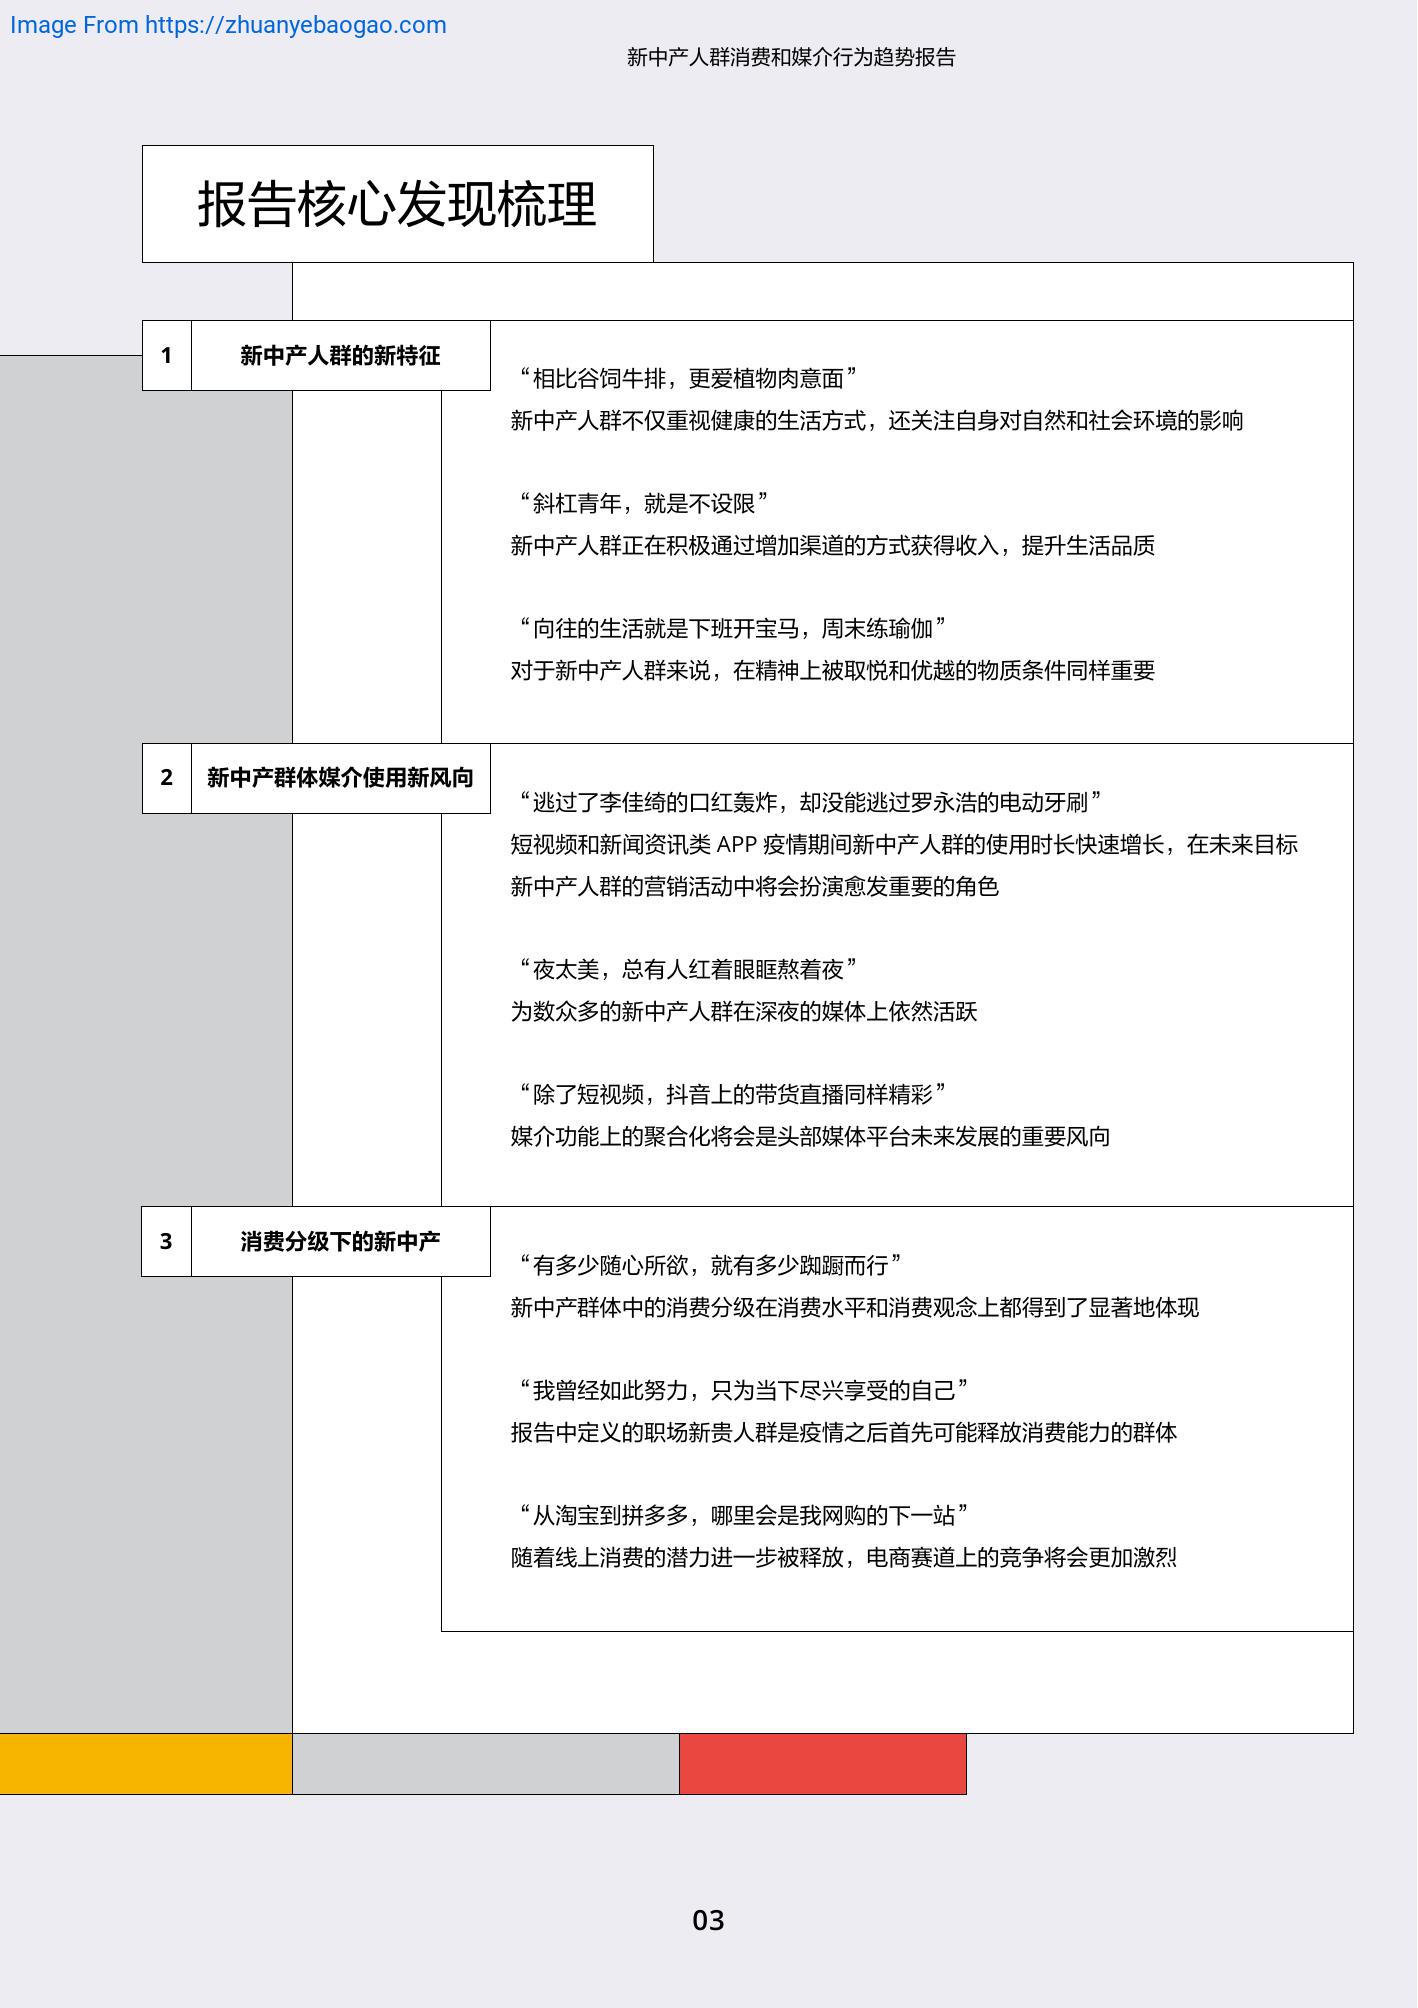 Image From https://zhuanyebaogao.com
新中产人群消费和媒介行为趋势报告
报告核心发现梳理
1
新中产人群的新特征
“相比谷饲牛排，更爱植物肉意面”
新中产人群不仅重视健康的生活方式，还关注自身对自然和社会环境的影响
“斜杠青年，就是不设限”
新中产人群正在积极通过增加渠道的方式获得收入，提升生活品质
“向往的生活就是下班开宝马，周末练瑜伽”
对于新中产人群来说，在精神上被取悦和优越的物质条件同样重要
2
新中产群体媒介使用新风向
“逃过了李佳绮的口红轰炸，却没能逃过罗永浩的电动牙刷”
短视频和新闻资讯类 APP 疫情期间新中产人群的使用时长快速增长，在未来目标
新中产人群的营销活动中将会扮演愈发重要的角色
“夜太美，总有人红着眼眶熬着夜”
为数众多的新中产人群在深夜的媒体上依然活跃
“除了短视频，抖音上的带货直播同样精彩”
媒介功能上的聚合化将会是头部媒体平台未来发展的重要风向
3
消费分级下的新中产
“有多少随心所欲，就有多少踟蹰而行”
新中产群体中的消费分级在消费水平和消费观念上都得到了显著地体现
“我曾经如此努力，只为当下尽兴享受的自己”
报告中定义的职场新贵人群是疫情之后首先可能释放消费能力的群体
“从淘宝到拼多多，哪里会是我网购的下一站”
随着线上消费的潜力进一步被释放，电商赛道上的竞争将会更加激烈
03